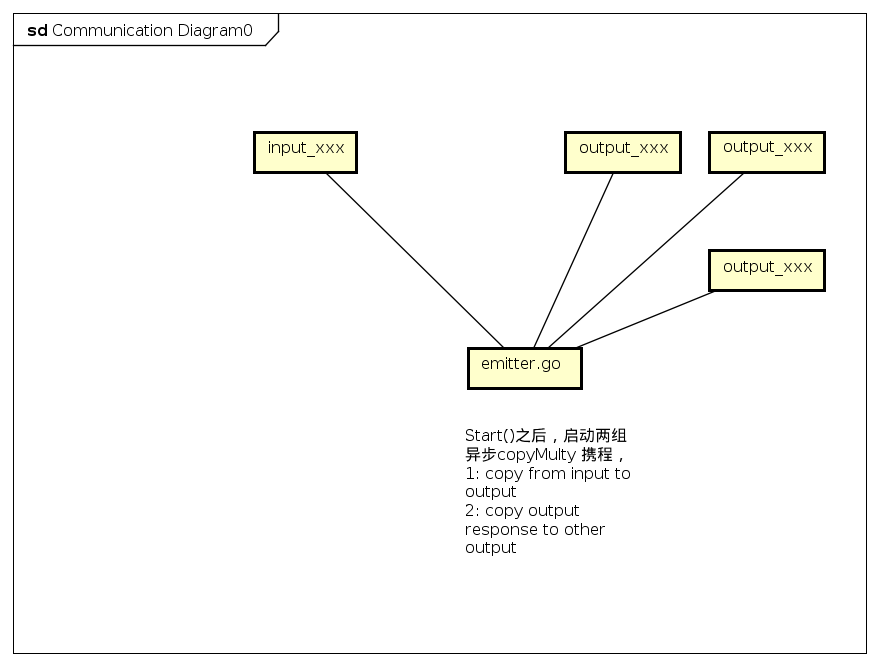 sd Communication Diagram0
input_xxx
output_xxx
output_xxx
output_xxx
emitter.go
Start()之后，启动两组
异步copyMulty 携程，
1: copy from input to
output
2: copy output
response to other
output